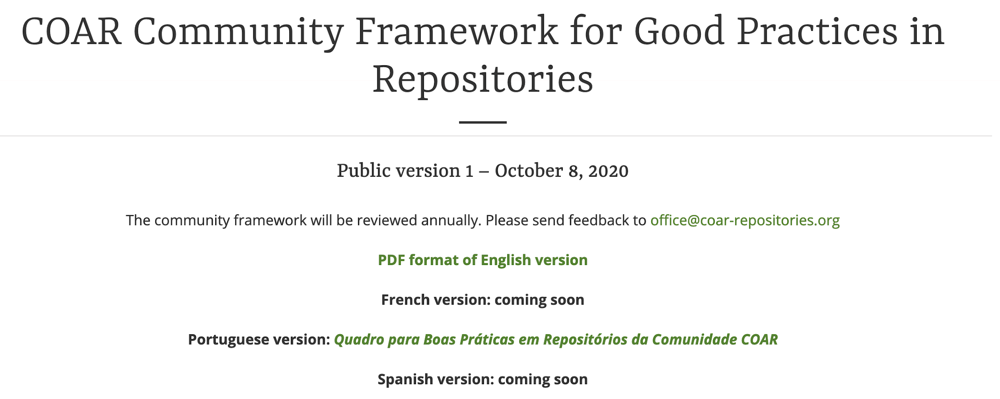 COAR Community Framework for Good Practices in
Repositories
Public version 1 – October 8, 2020
The community framework will be reviewed annually. Please send feedback to office@coar-repositories.org
PDF format of English version
French version: coming soon
Portuguese version: Quadro para Boas Práticas em Repositórios da Comunidade COAR
Spanish version: coming soon